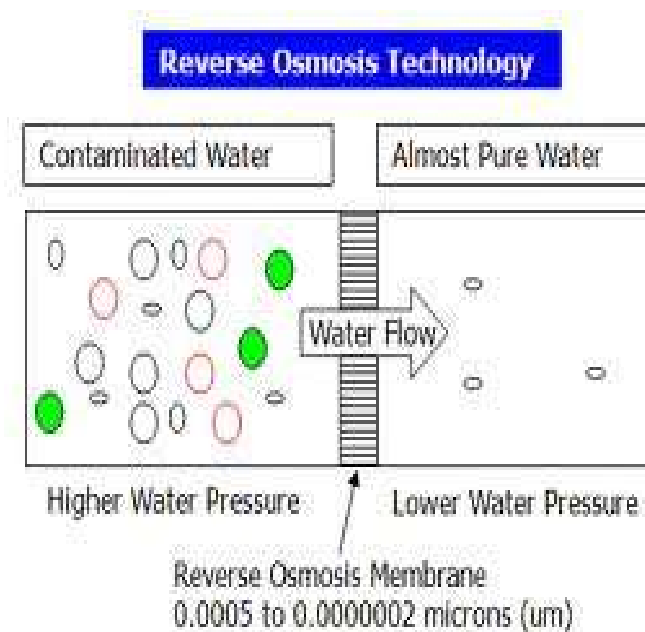 Reverse Osmosis Technology
Contaminated Water
Almost Pure Water
Water Flow
Higher Water Pressure
Lower Water Pressure
Reverse Osmosis Membrane
0.0005 to 0.0000002 microns (um)